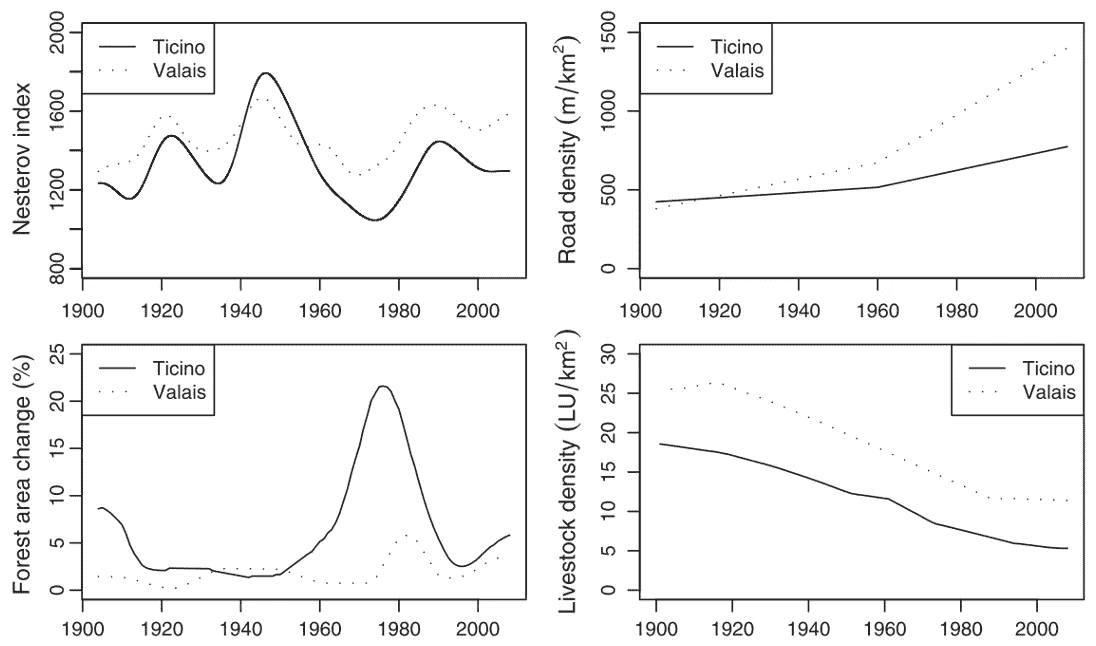 Nesterov index
2000
1600
1200
800
Ticino
Valais
1900 1920 1940 1960 1980 2000
Road density (m/km²)
1500
1000
500
0
Ticino
Valais
1900 1920 1940 1960 1980 2000
Forest area change (%)
25
20
15
10
5
0
Ticino
Valais
1900 1920 1940 1960 1980 2000
Livestock density (LU/km²)
30
25
20
15
10
5
0
Ticino
Valais
1900 1920 1940 1960 1980 2000